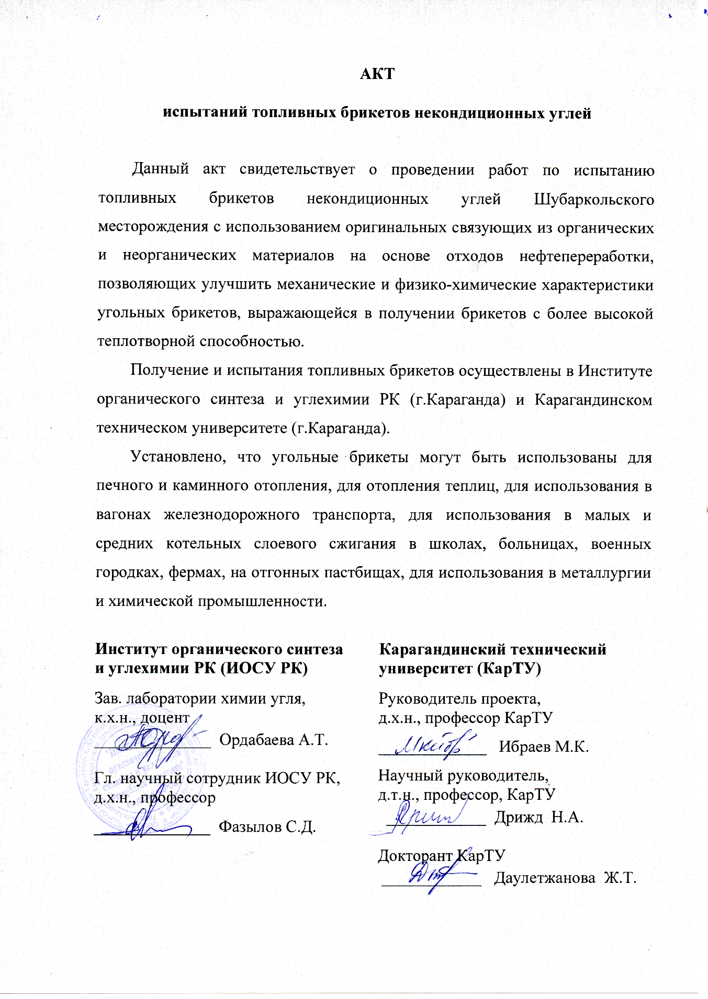 АКТ
испытаний топливных брикетов некондиционных углей
Данный акт свидетельствует о проведении работ по испытанию
топливных брикетов некондиционных углей Шубаркольского
месторождения с использованием оригинальных связующих из органических
и неорганических материалов на основе отходов нефтепереработки,
позволяющих улучшить механические и физико-химические характеристики
угольных брикетов, выражающейся в получении брикетов с более высокой
теплотворной способностью.
Получение и испытания топливных брикетов осуществлены в Институте
органического синтеза и углехимии РК (г.Караганда) и Карагандинском
техническом университете (г.Караганда).
Установлено, что угольные брикеты могут быть использованы для
печного и каминного отопления, для отопления теплиц, для использования в
вагонах железнодорожного транспорта, для использования в малых и
средних котельных слоевого сжигания в школах, больницах, военных
городках, фермах, на отгонных пастбищах, для использования в металлургии
и химической промышленности.
Институт органического синтеза
и углехимии РК (ИОСУ РК)
Зав. лаборатории химии угля,
к.х.н., доцент
Ордабаева А.Т.
Гл. научный сотрудник ИОСУ РК,
д.х.н., профессор
Фазылов С.Д.
Карагандинский технический
университет (КарТУ)
Руководитель проекта,
д.х.н., профессор КарТУ
Ибраев М.К.
Научный руководитель,
д.т.н., профессор, КарТУ
Дрижд Н.А.
Докторант КарТУ
Даулетжанова Ж.Т.